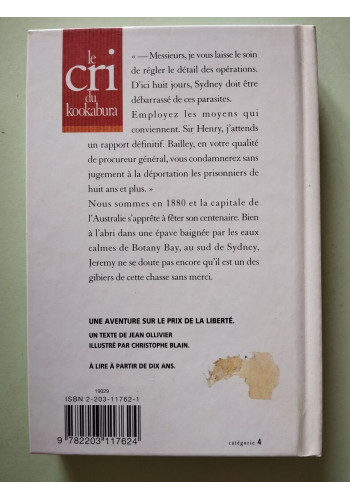 le
cri
du
kookabura
« — Messieurs, je vous laisse le soin
de régler le détail des opérations.
D'ici huit jours, Sydney doit être
débarrassé de ces parasites.
Employez les moyens qui
conviennent. Sir Henry, j'attends
un rapport définitif. Bailley, en votre qualité
de procureur général, vous condamnerez sans
jugement à la déportation les prisonniers de
huit ans et plus. »
Nous sommes en 1880 et la capitale de
l'Australie s'apprête à fêter son centenaire. Bien
à l'abri dans une épave baignée par les eaux
calmes de Botany Bay, au sud de Sydney,
Jeremy ne se doute pas encore qu'il est un des
gibiers de cette chasse sans merci.
UNE AVENTURE SUR LE PRIX DE LA LIBERTÉ.
UN TEXTE DE JEAN OLLIVIER
ILLUSTRÉ PAR CHRISTOPHE BLAIN.
À LIRE À PARTIR DE DIX ANS.
ISBN 2-203-11762-1
9 782203 117624
catégorie 4